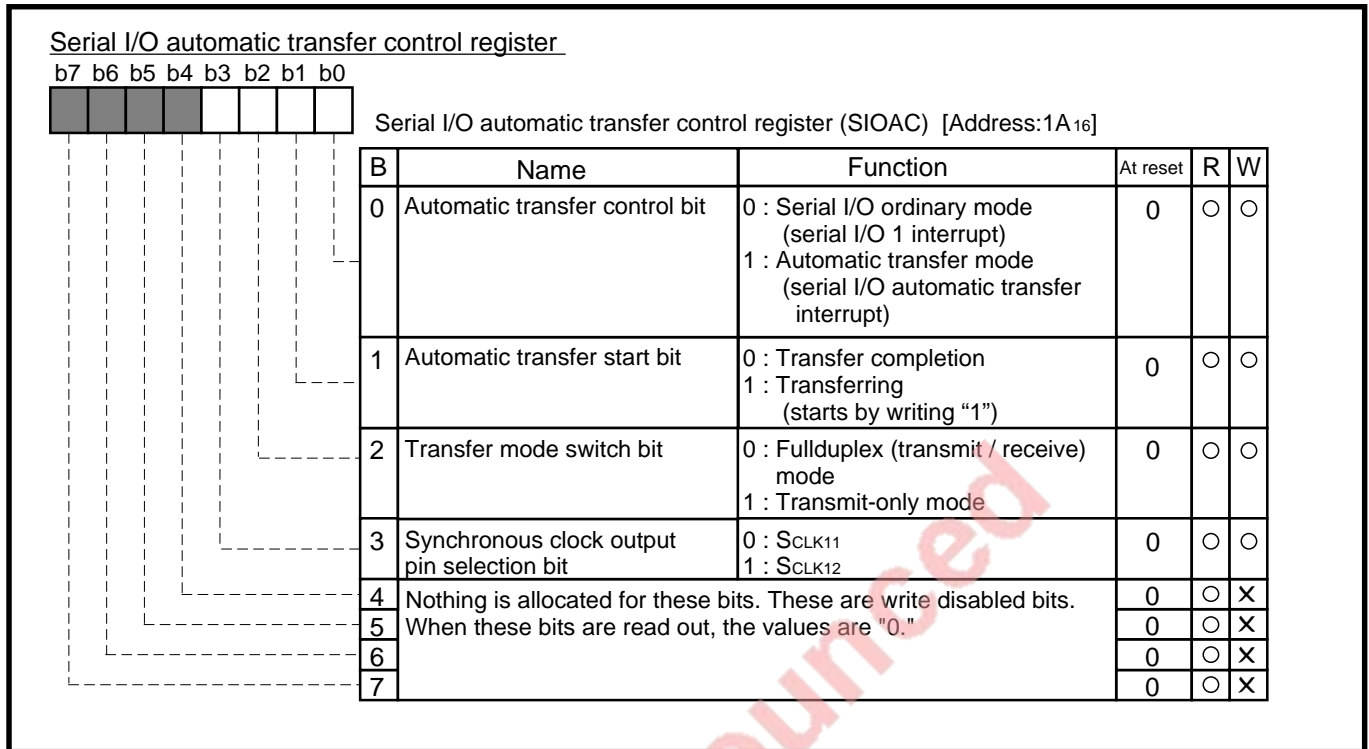 Serial I/O automatic transfer control register
b7 b6 b5 b4 b3 b2 b1 b0
Serial I/O automatic transfer control register (SIOAC) [Address:1A16]
B Name Function At reset R W
0 Automatic transfer control bit 0 : Serial I/O ordinary mode 0 ○ ○
(serial I/O 1 interrupt)
1 : Automatic transfer mode
(serial I/O automatic transfer
interrupt)
1 Automatic transfer start bit 0 : Transfer completion 0 ○ ○
1 : Transferring
(starts by writing “1”)
2 Transfer mode switch bit 0 : Fullduplex (transmit / receive) 0 ○ ○
mode
1 : Transmit-only mode
3 Synchronous clock output 0 : SCLK11 0 ○ ○
pin selection bit 1 : SCLK12
4 Nothing is allocated for these bits. These are write disabled bits. 0 ○ ×
5 When these bits are read out, the values are "0." 0 ○ ×
6 0 ○ ×
7 0 ○ ×
ounced